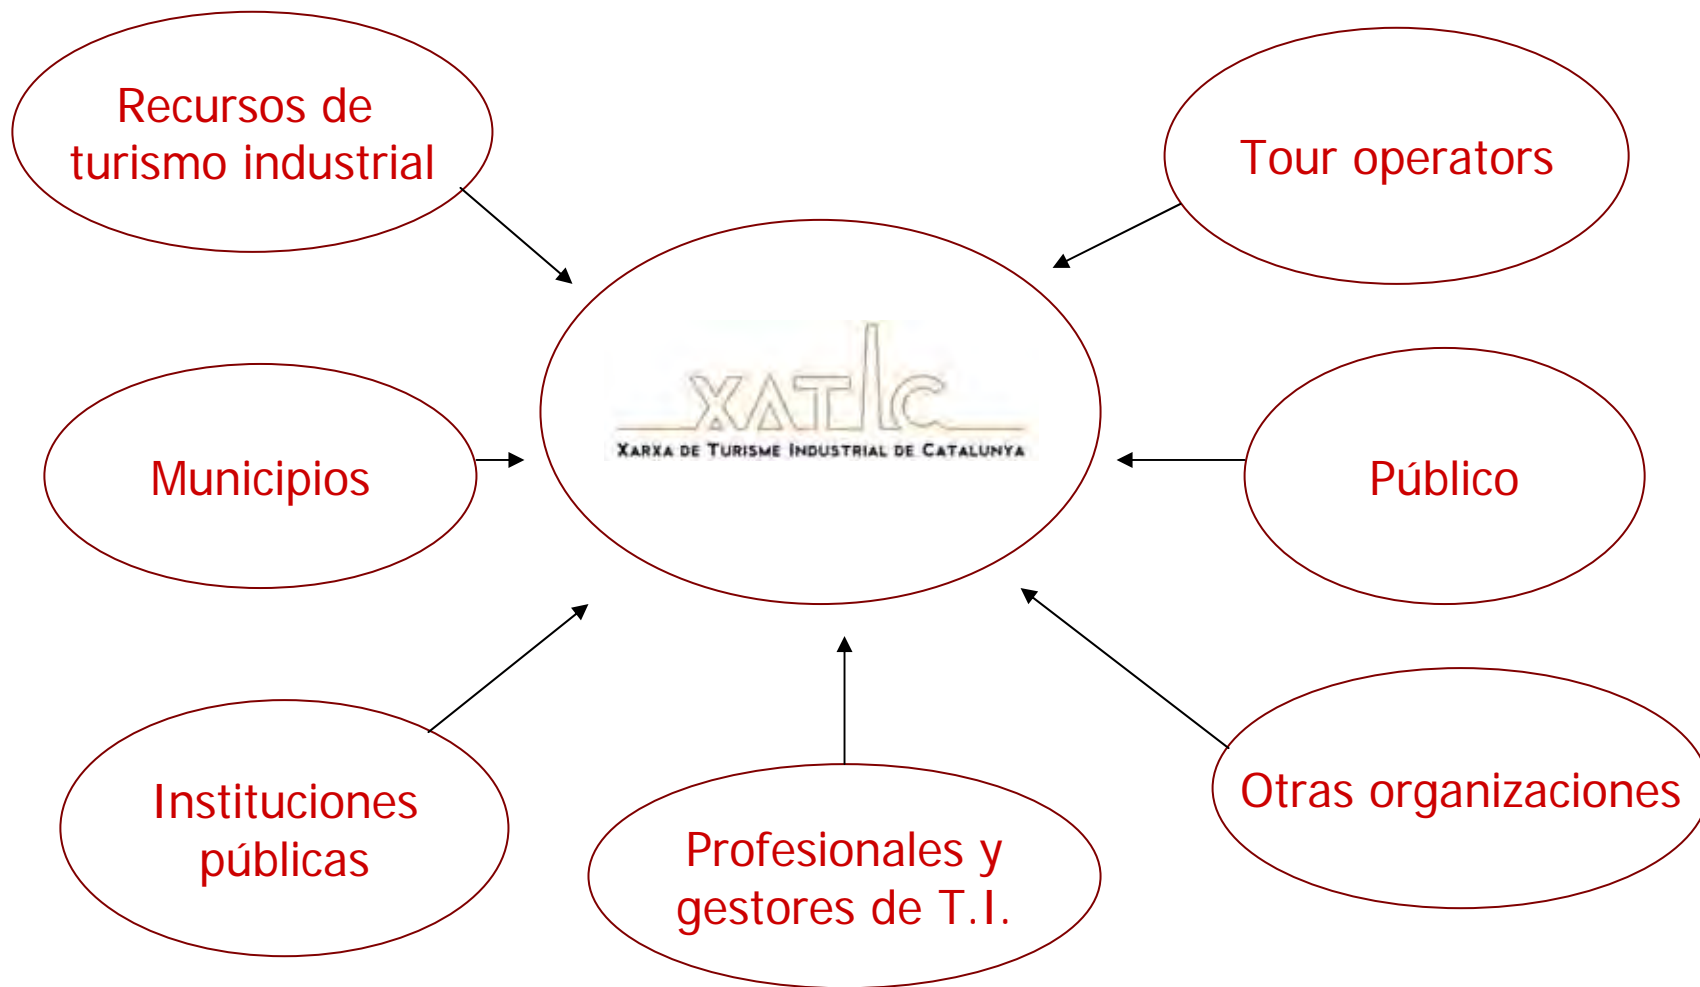 Recursos de
turismo industrial
Tour operators
XATIC
XARXA DE TURISME INDUSTRIAL DE CATALUNYA
Municipios
Público
Instituciones
públicas
Profesionales y
gestores de T.I.
Otras organizaciones